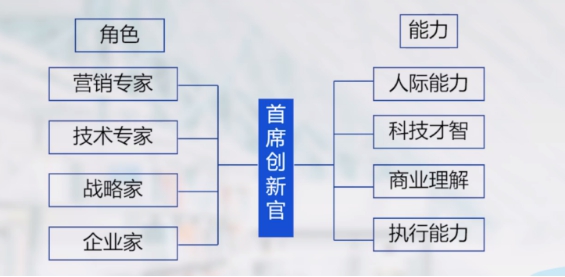 角色
营销专家
技术专家
战略家
企业家
首席创新官
能力
人际能力
科技才智
商业理解
执行能力